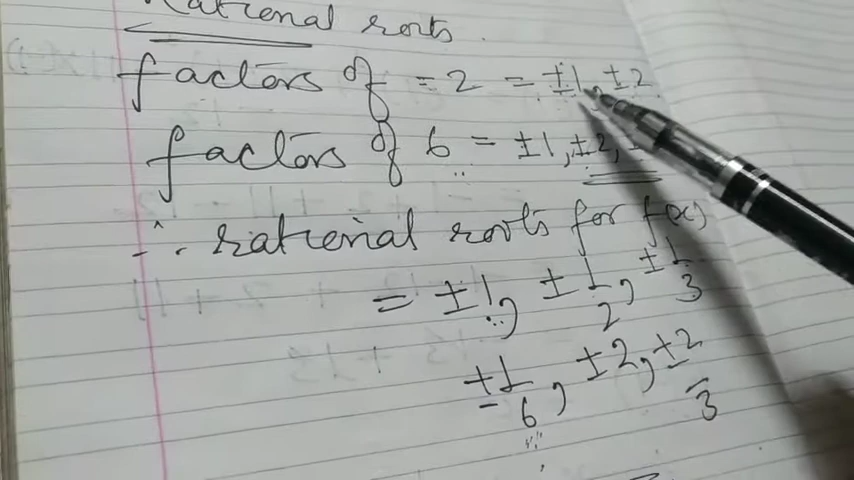 Rational roots.
factors of = 2 = ±1, ±2
factors of 6 = ±1, ±2,
∴ rational roots for f(x)
= ±1, ±1/2, ±1/3
±1/6, ±2, ±2/3